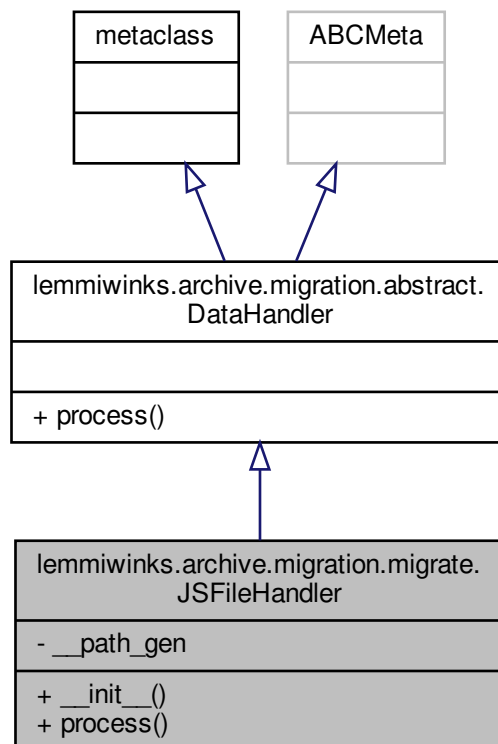 metaclass
ABCMeta
lemmiwinks.archive.migration.abstract.
DataHandler
+ process()
lemmiwinks.archive.migration.migrate.
JSFileHandler
- __path_gen
+ __init__()
+ process()